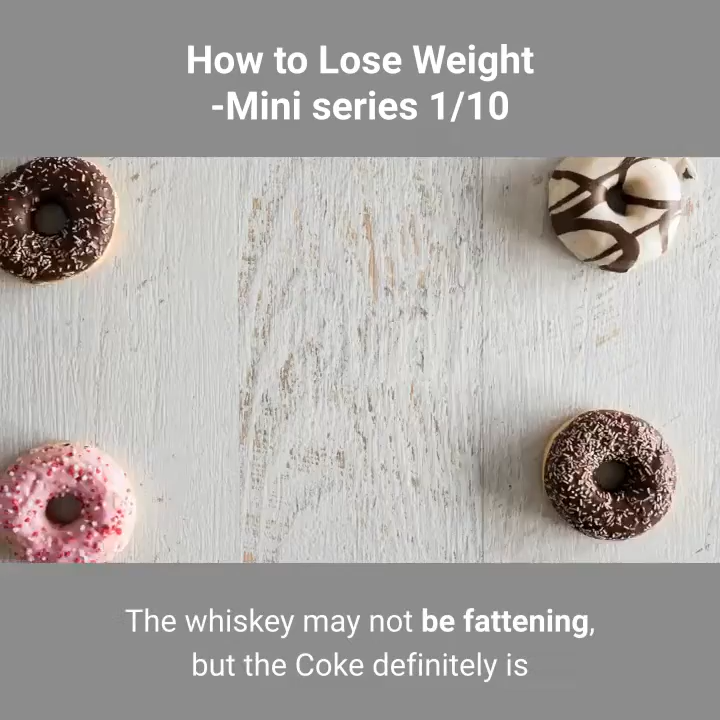 How to Lose Weight
-Mini series 1/10
The whiskey may not be fattening,
but the Coke definitely is